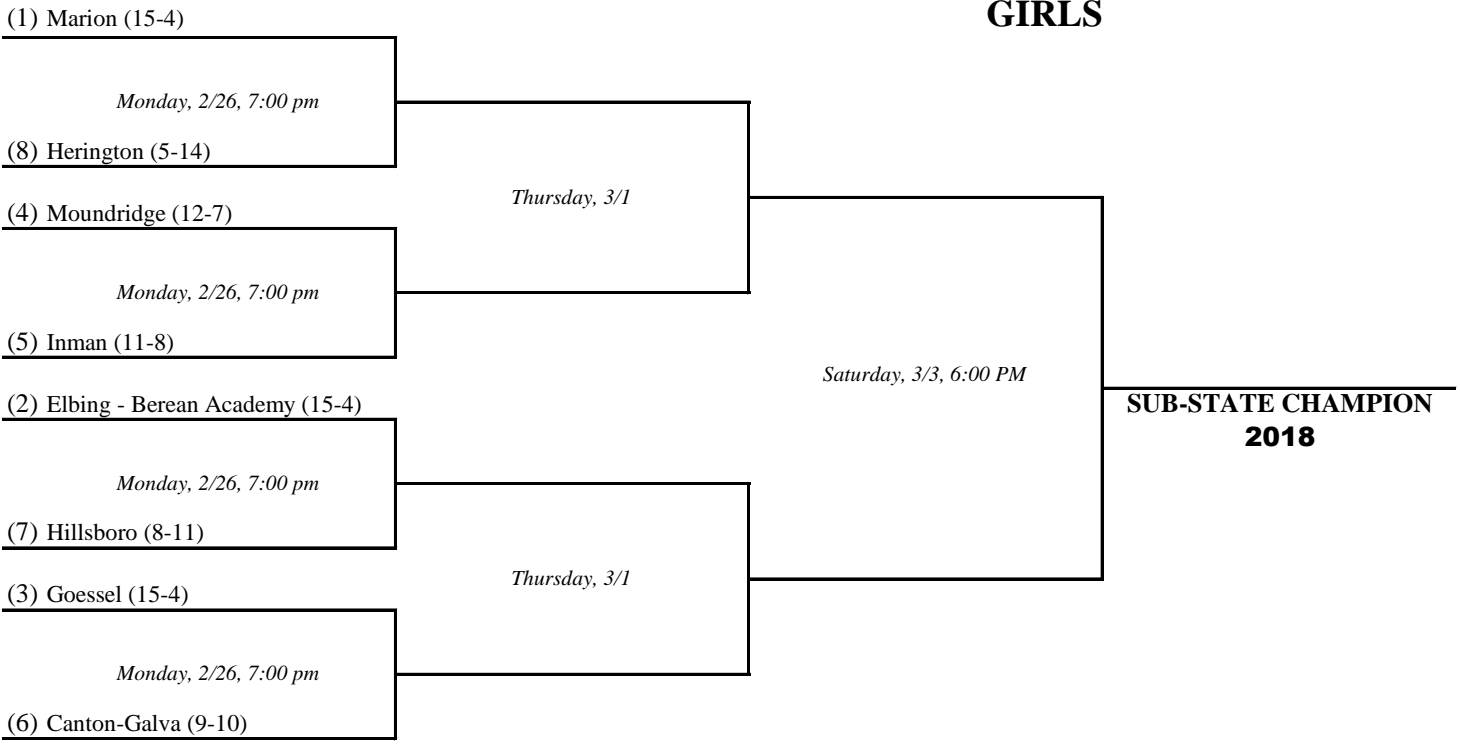 GIRLS
(1) Marion (15-4)
Monday, 2/26, 7:00 pm
(8) Herington (5-14)
Thursday, 3/1
(4) Moundridge (12-7)
Monday, 2/26, 7:00 pm
(5) Inman (11-8)
Saturday, 3/3, 6:00 PM
SUB-STATE CHAMPION
2018
(2) Elbing - Berean Academy (15-4)
Monday, 2/26, 7:00 pm
(7) Hillsboro (8-11)
Thursday, 3/1
(3) Goessel (15-4)
Monday, 2/26, 7:00 pm
(6) Canton-Galva (9-10)